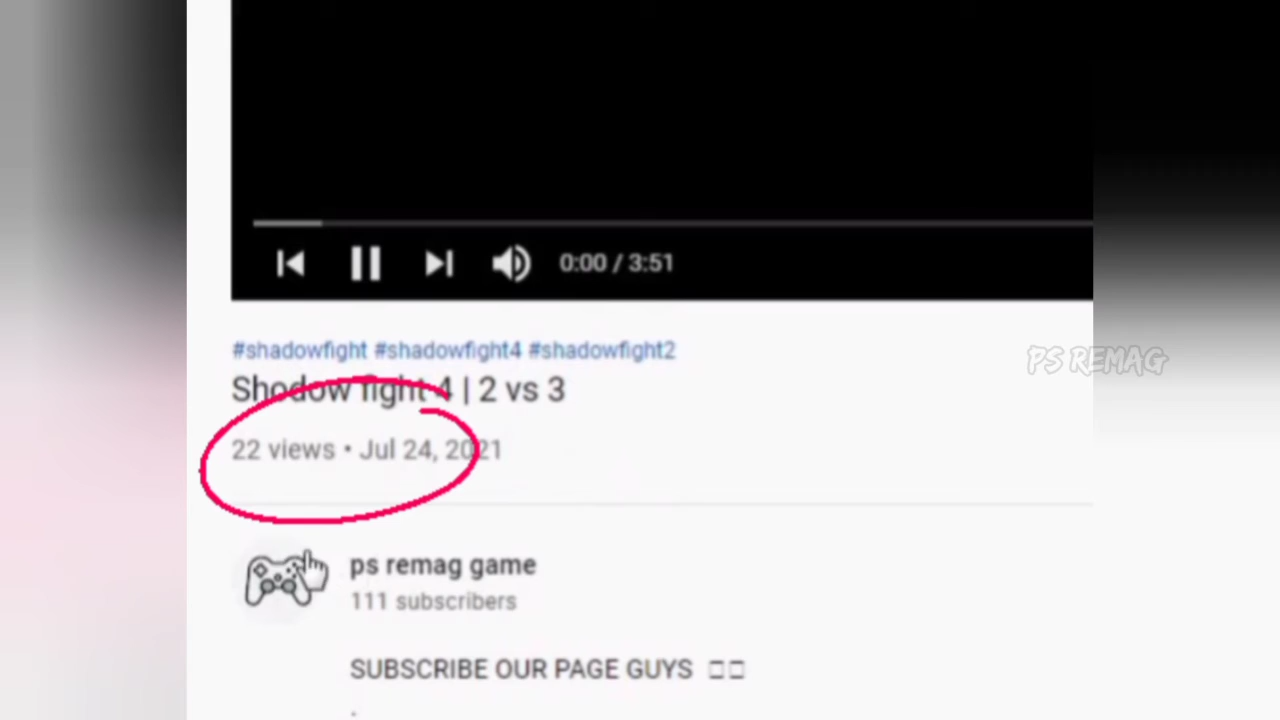 0:00 / 3:51
#shadowfight #shadowfight4 #shadowfight2
Shodow fight 4 | 2 vs 3
PS REMAG
22 views • Jul 24, 2021
ps remag game
111 subscribers
SUBSCRIBE OUR PAGE GUYS □□
.